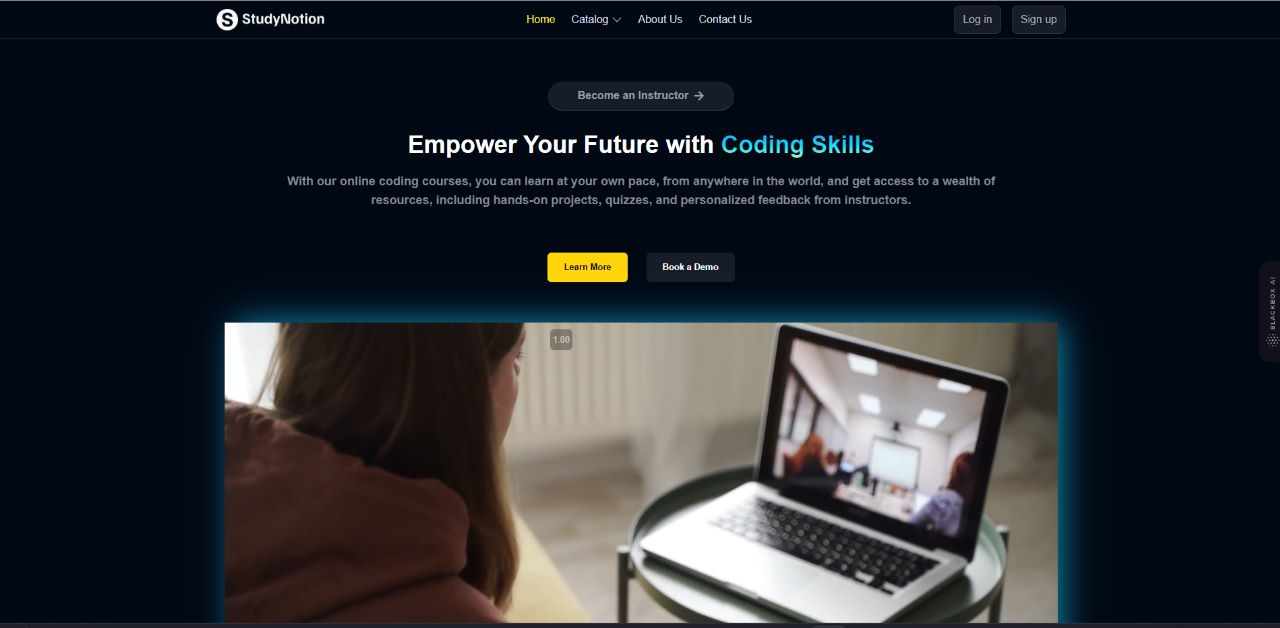 StudyNotion
Home Catalog About Us Contact Us
Log in Sign up
Become an Instructor →
Empower Your Future with Coding Skills
With our online coding courses, you can learn at your own pace, from anywhere in the world, and get access to a wealth of
resources, including hands-on projects, quizzes, and personalized feedback from instructors.
Learn More Book a Demo
BLACKBOX AI
1.00